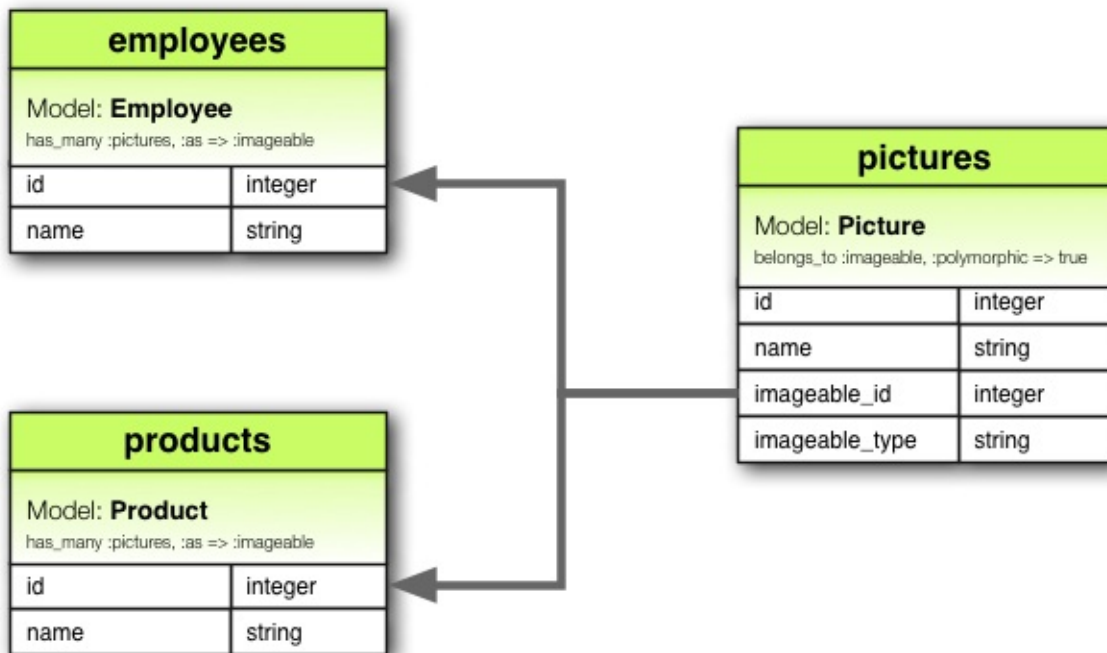 employees
Model: Employee
has_many :pictures, :as => :imageable
id integer
name string
products
Model: Product
has_many :pictures, :as => :imageable
id integer
name string
pictures
Model: Picture
belongs_to :imageable, :polymorphic => true
id integer
name string
imageable_id integer
imageable_type string